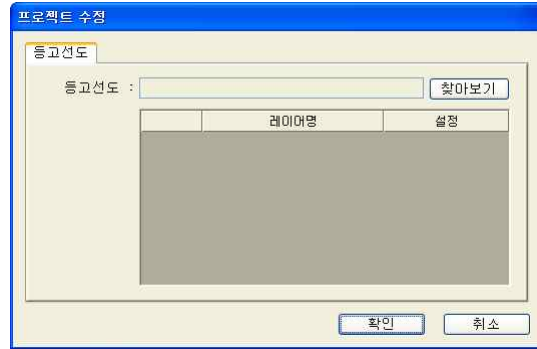 프로젝트 수정
등고선도
등고선도 : 찾아보기
레이어명 설정
확인 취소